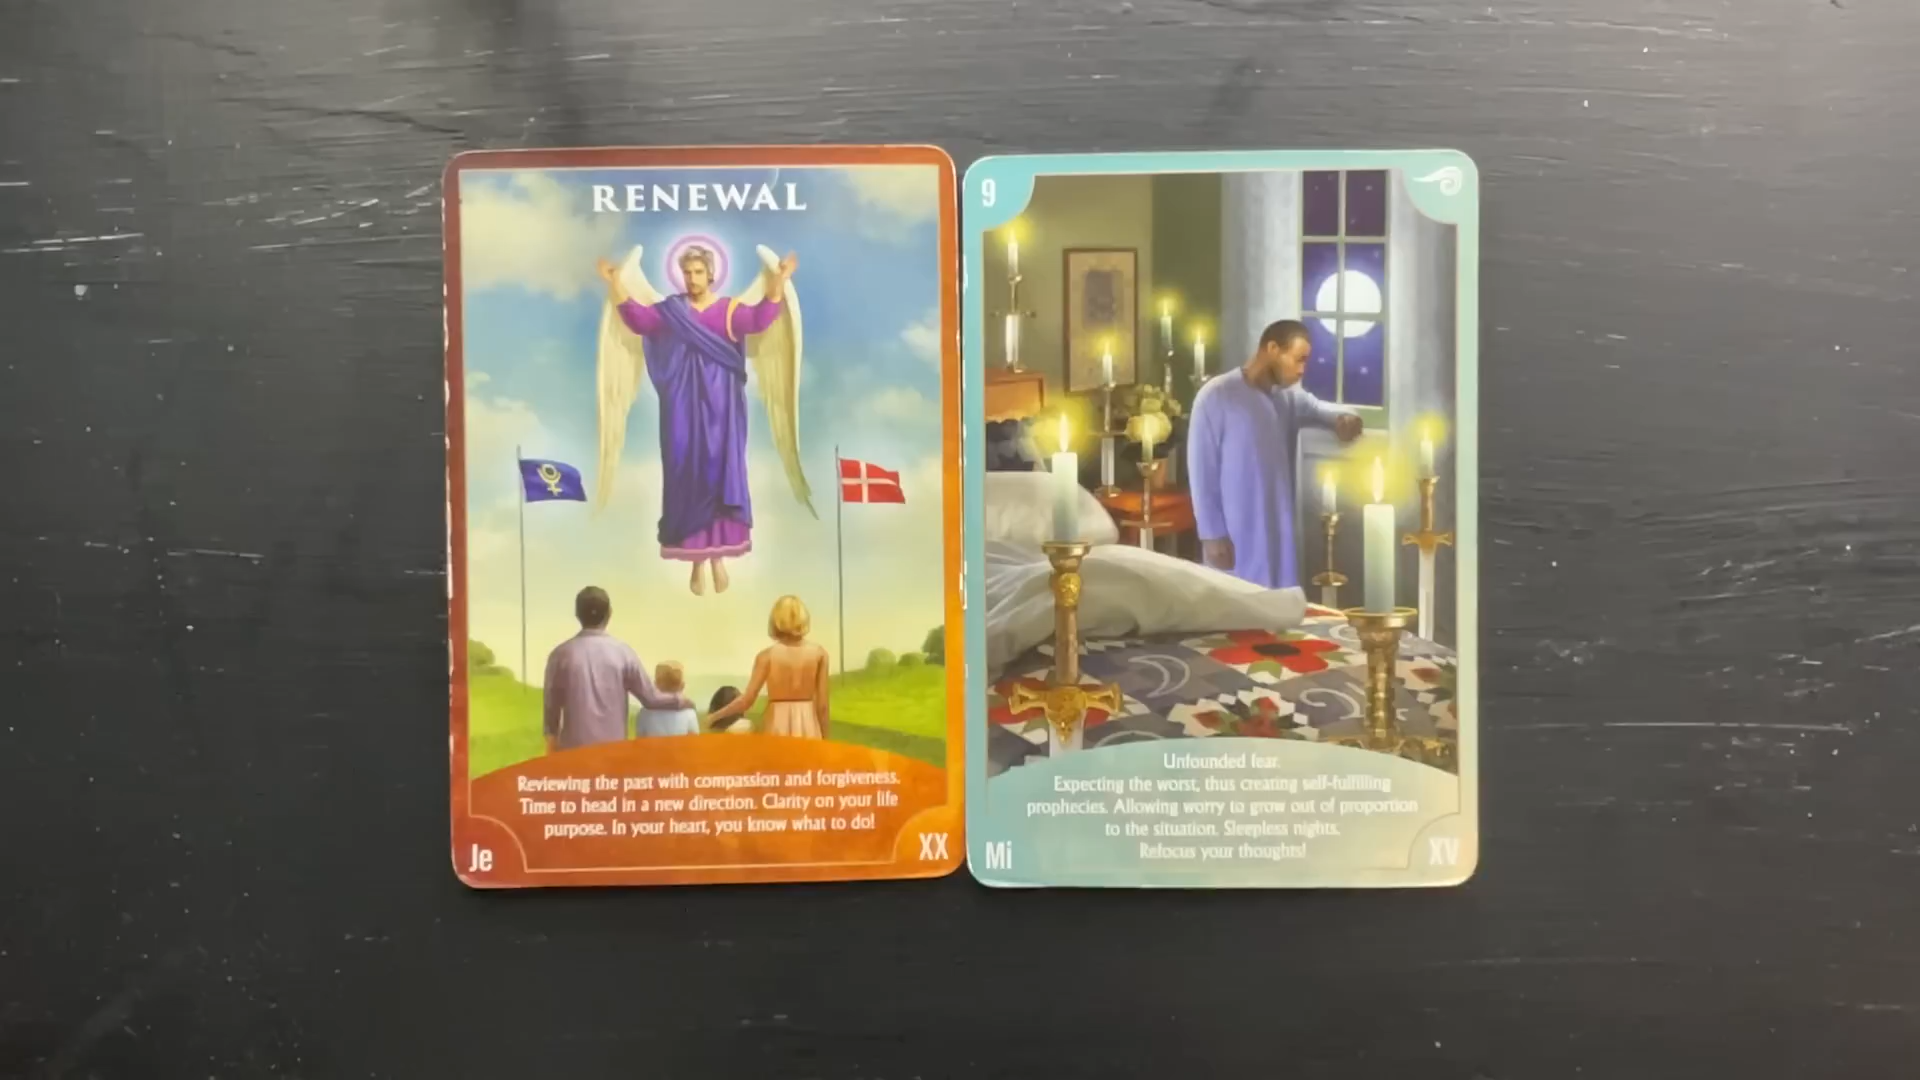 RENEWAL
Reviewing the past with compassion and forgiveness.
Time to head in a new direction. Clarity on your life
purpose. In your heart, you know what to do!
Je
XX
9
Unfounded fear.
Expecting the worst, thus creating self-fulfilling
prophecies. Allowing worry to grow out of proportion
to the situation. Sleepless nights.
Refocus your thoughts!
Mi
XV